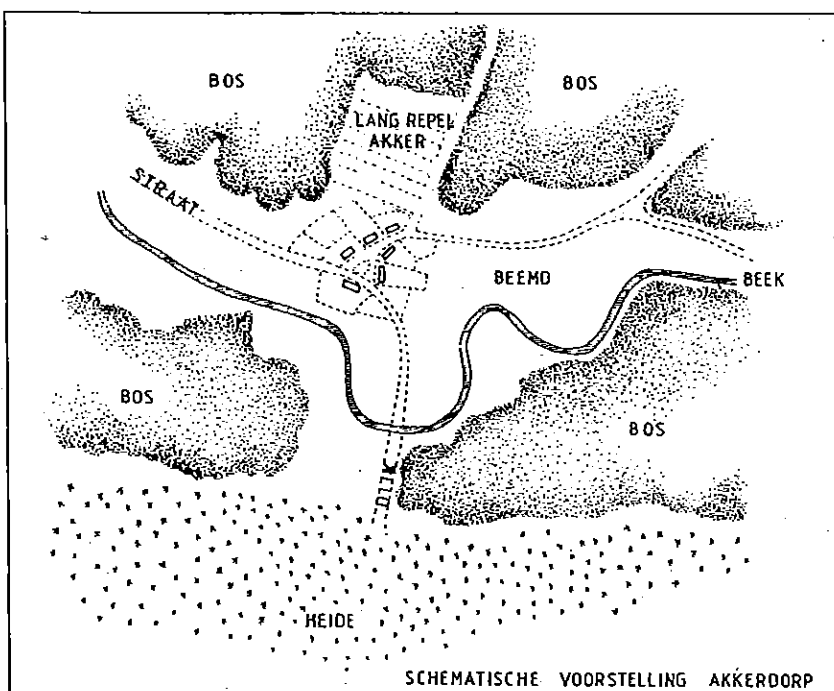 BOS
BOS
LANG REPEL
AKKER
STRAAT
BEEMD
BEEK
BOS
BOS
DIJK
HEIDE
SCHEMATISCHE VOORSTELLING AKKERDORP